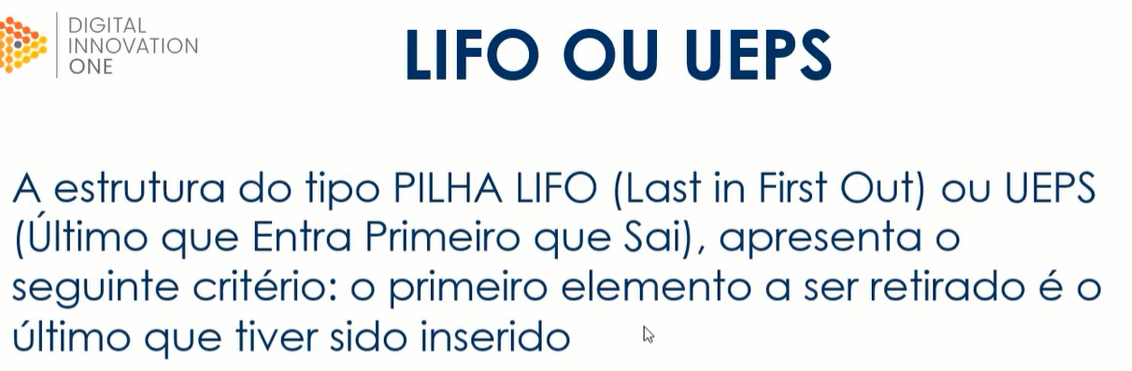 DIGITAL
INNOVATION
ONE
LIFO OU UEPS
A estrutura do tipo PILHA LIFO (Last in First Out) ou UEPS
(Último que Entra Primeiro que Sai), apresenta o
seguinte critério: o primeiro elemento a ser retirado é o
último que tiver sido inserido